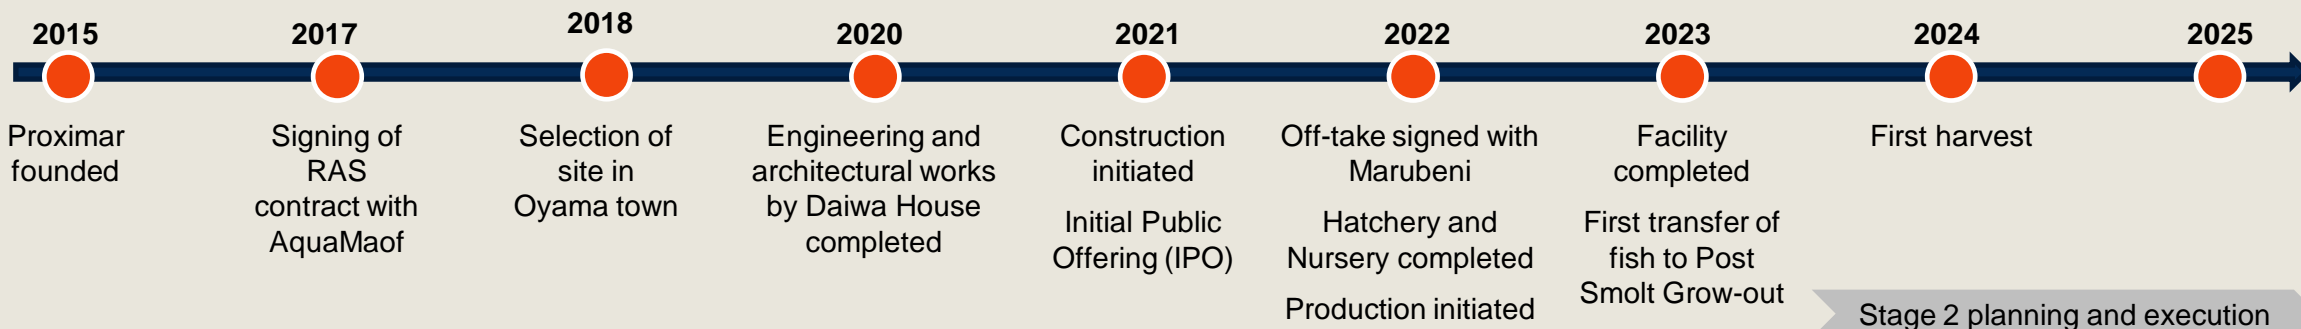 2015
2017
2018
2020
2021
2022
2023
2024
2025
Proximar
founded
Signing of
RAS
contract with
AquaMaof
Selection of
site in
Oyama town
Engineering and
architectural works
by Daiwa House
completed
Construction
initiated
Initial Public
Offering (IPO)
Off-take signed with
Marubeni
Hatchery and
Nursery completed
Production initiated
Facility
completed
First transfer of
fish to Post
Smolt Grow-out
First harvest
Stage 2 planning and execution